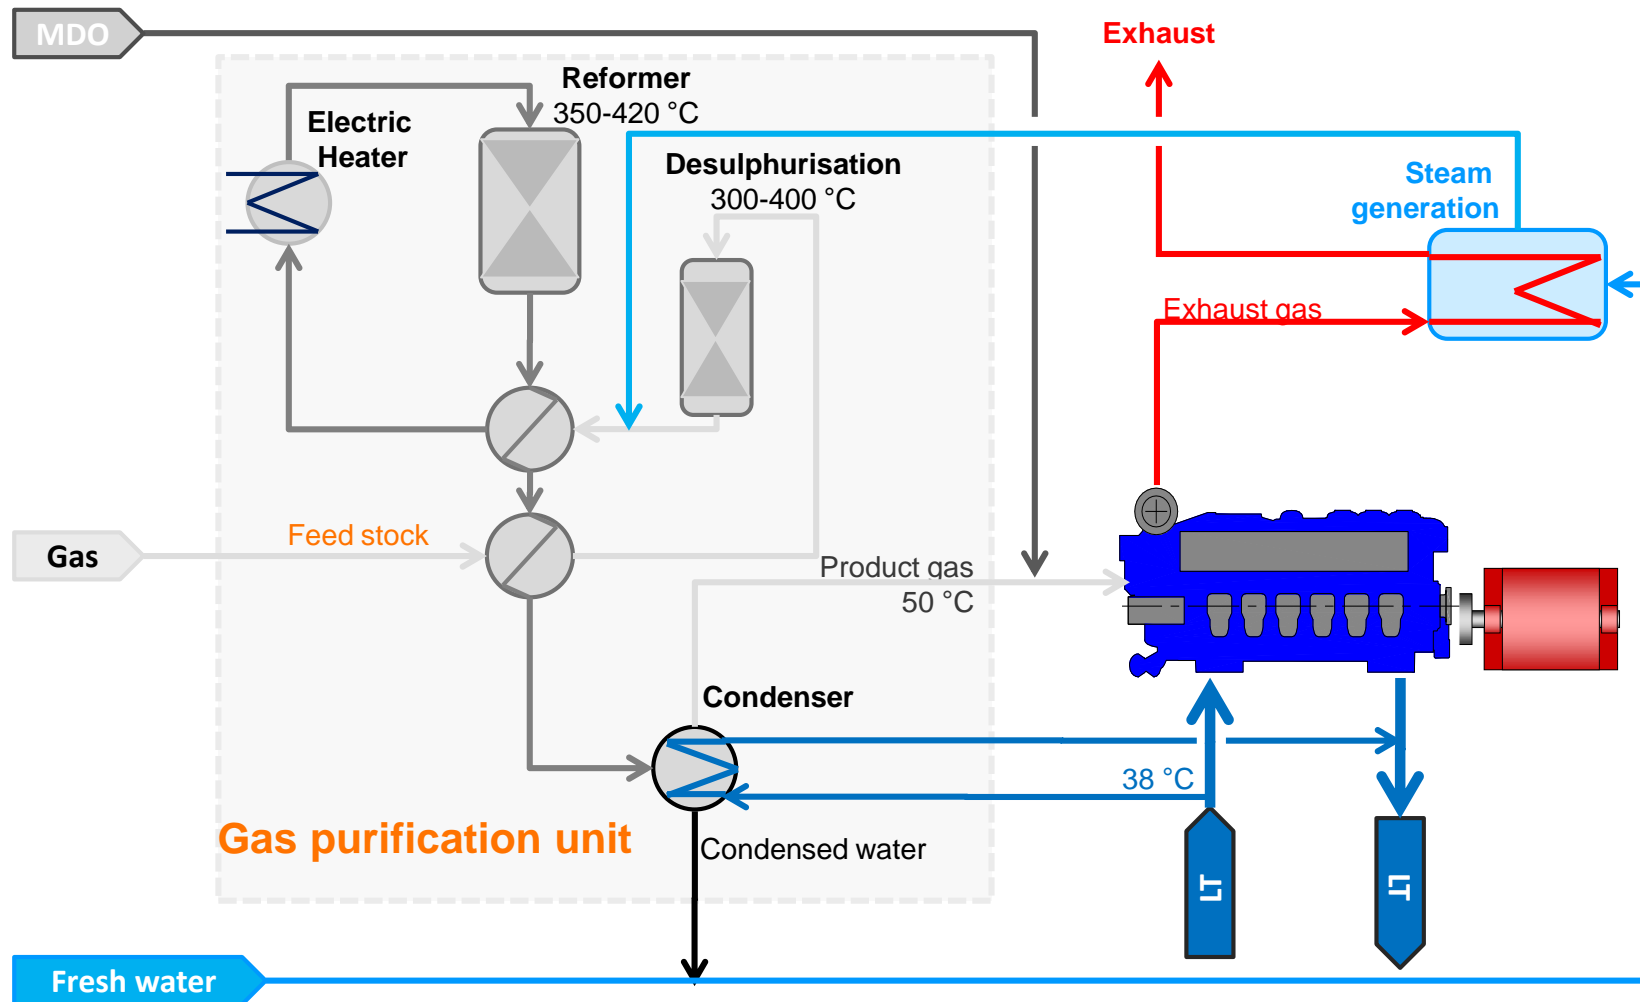 MDO
Exhaust
Reformer
350-420 °C
Electric
Heater
Desulphurisation
300-400 °C
Steam
generation
Exhaust gas
Feed stock
Gas
Product gas
50 °C
Condenser
38 °C
Gas purification unit
Condensed water
LT
LT
Fresh water